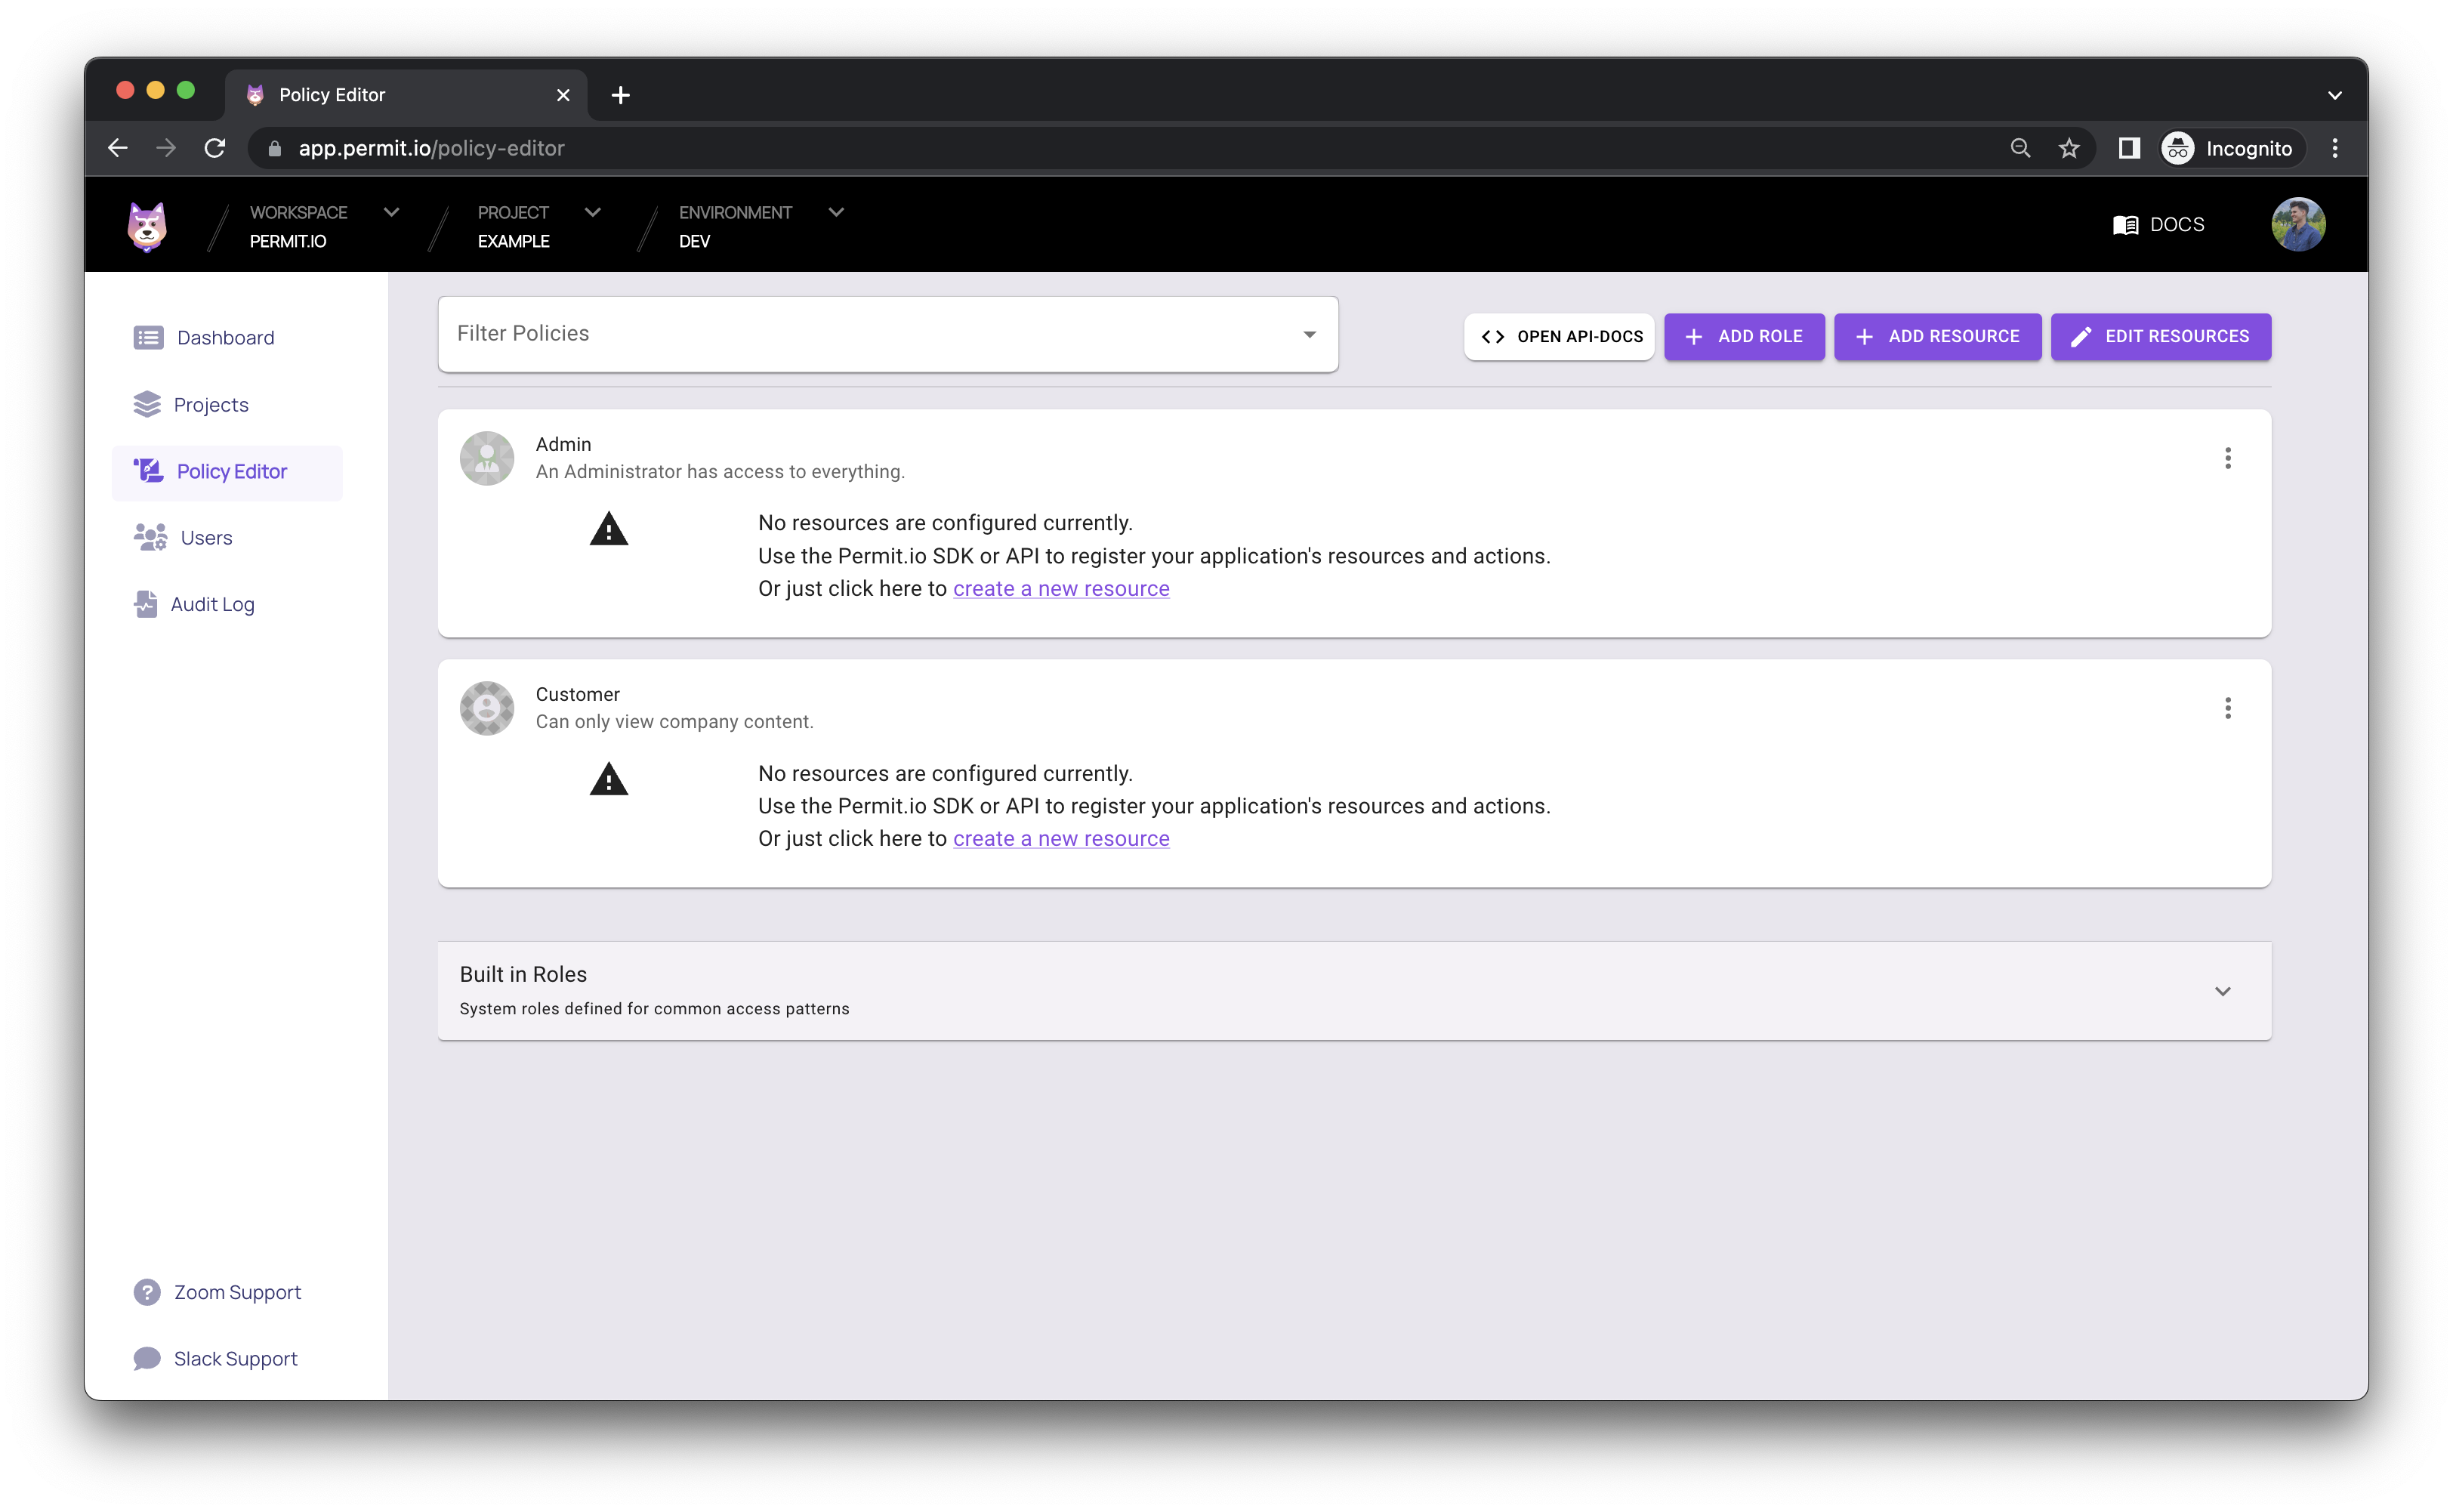 Policy Editor
app.permit.io/policy-editor
Incognito
WORKSPACE
PERMIT.IO
PROJECT
EXAMPLE
ENVIRONMENT
DEV
DOCS
Dashboard
Projects
Policy Editor
Users
Audit Log
Zoom Support
Slack Support
Filter Policies
OPEN API-DOCS
ADD ROLE
ADD RESOURCE
EDIT RESOURCES
Admin
An Administrator has access to everything.
No resources are configured currently.
Use the Permit.io SDK or API to register your application's resources and actions.
Or just click here to create a new resource
Customer
Can only view company content.
No resources are configured currently.
Use the Permit.io SDK or API to register your application's resources and actions.
Or just click here to create a new resource
Built in Roles
System roles defined for common access patterns